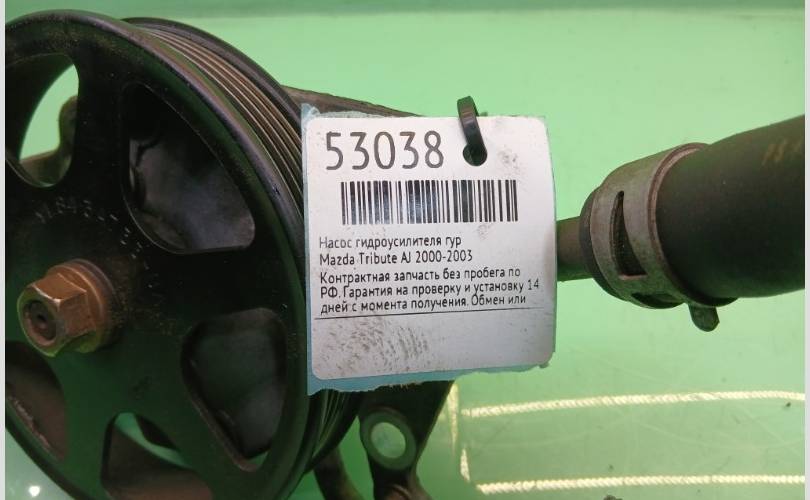 53038
Насос гидроусилителя гур
Mazda Tribute AJ 2000-2003
Контрактная запчасть без пробега по
РФ. Гарантия на проверку и установку 14
дней с момента получения. Обмен или